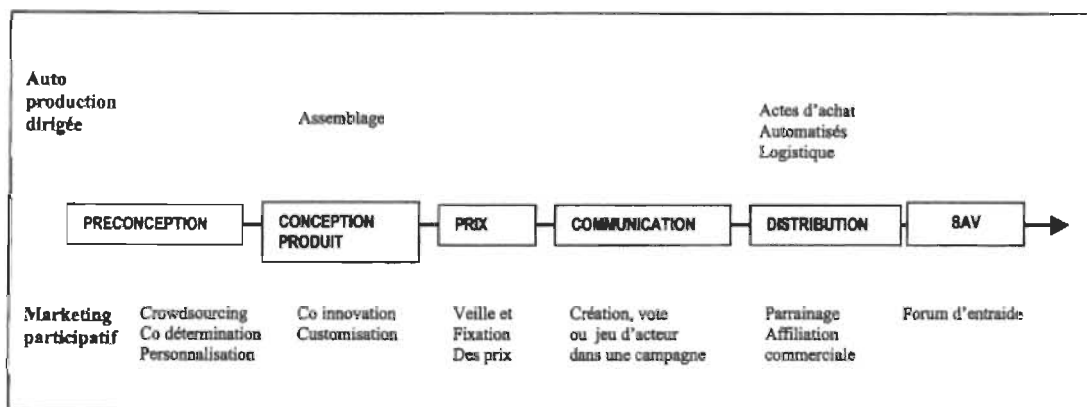 Auto
production
dirigée
Assemblage
Actes d'achat
Automatisés
Logistique
PRECONCEPTION
CONCEPTION
PRODUIT
PRIX
COMMUNICATION
DISTRIBUTION
SAV
Marketing
participatif
Crowdsourcing
Co détermination
Personnalisation
Co innovation
Customisation
Veille et
Fixation
Des prix
Création, vote
ou jeu d'acteur
dans une campagne
Parrainage
Affiliation
commerciale
Forum d'entraide